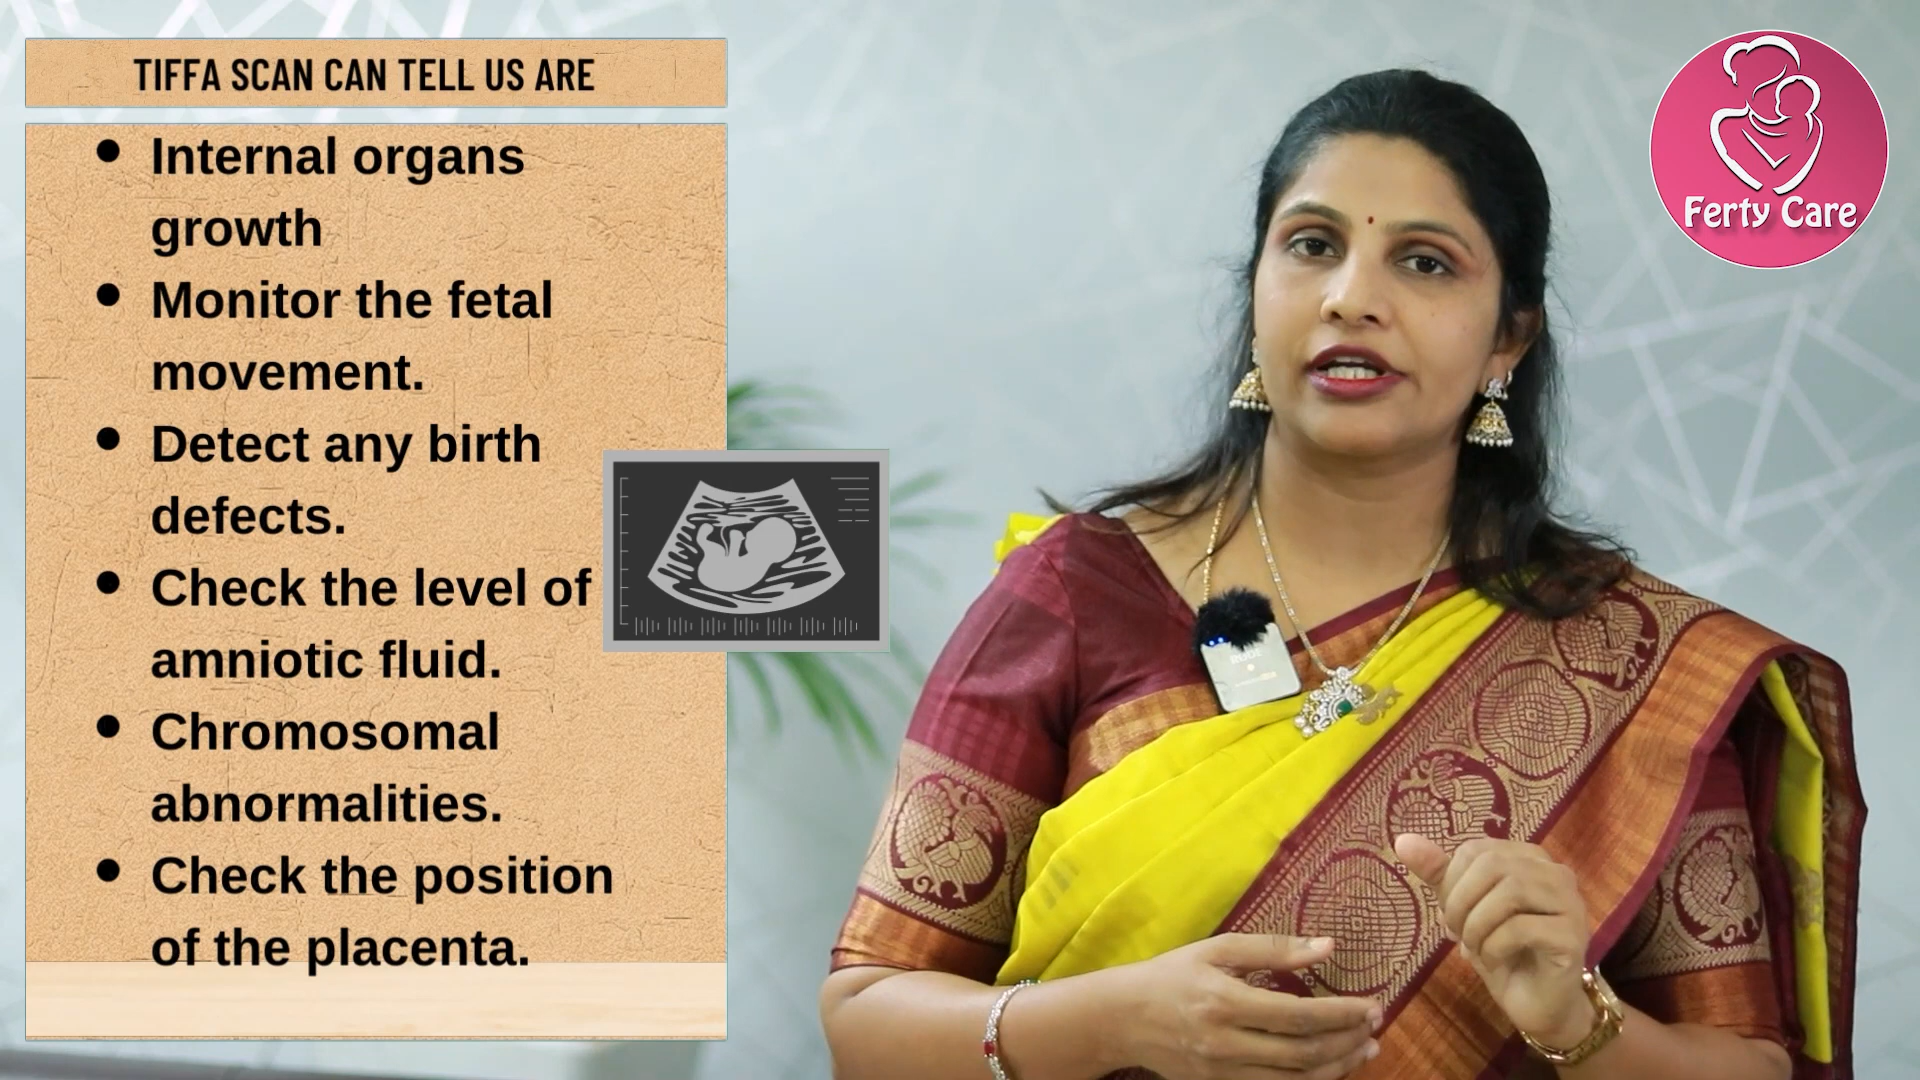 TIFFA SCAN CAN TELL US ARE
Internal organs
growth
Monitor the fetal
movement.
Detect any birth
defects.
Check the level of
amniotic fluid.
Chromosomal
abnormalities.
Check the position
of the placenta.
Ferty Care